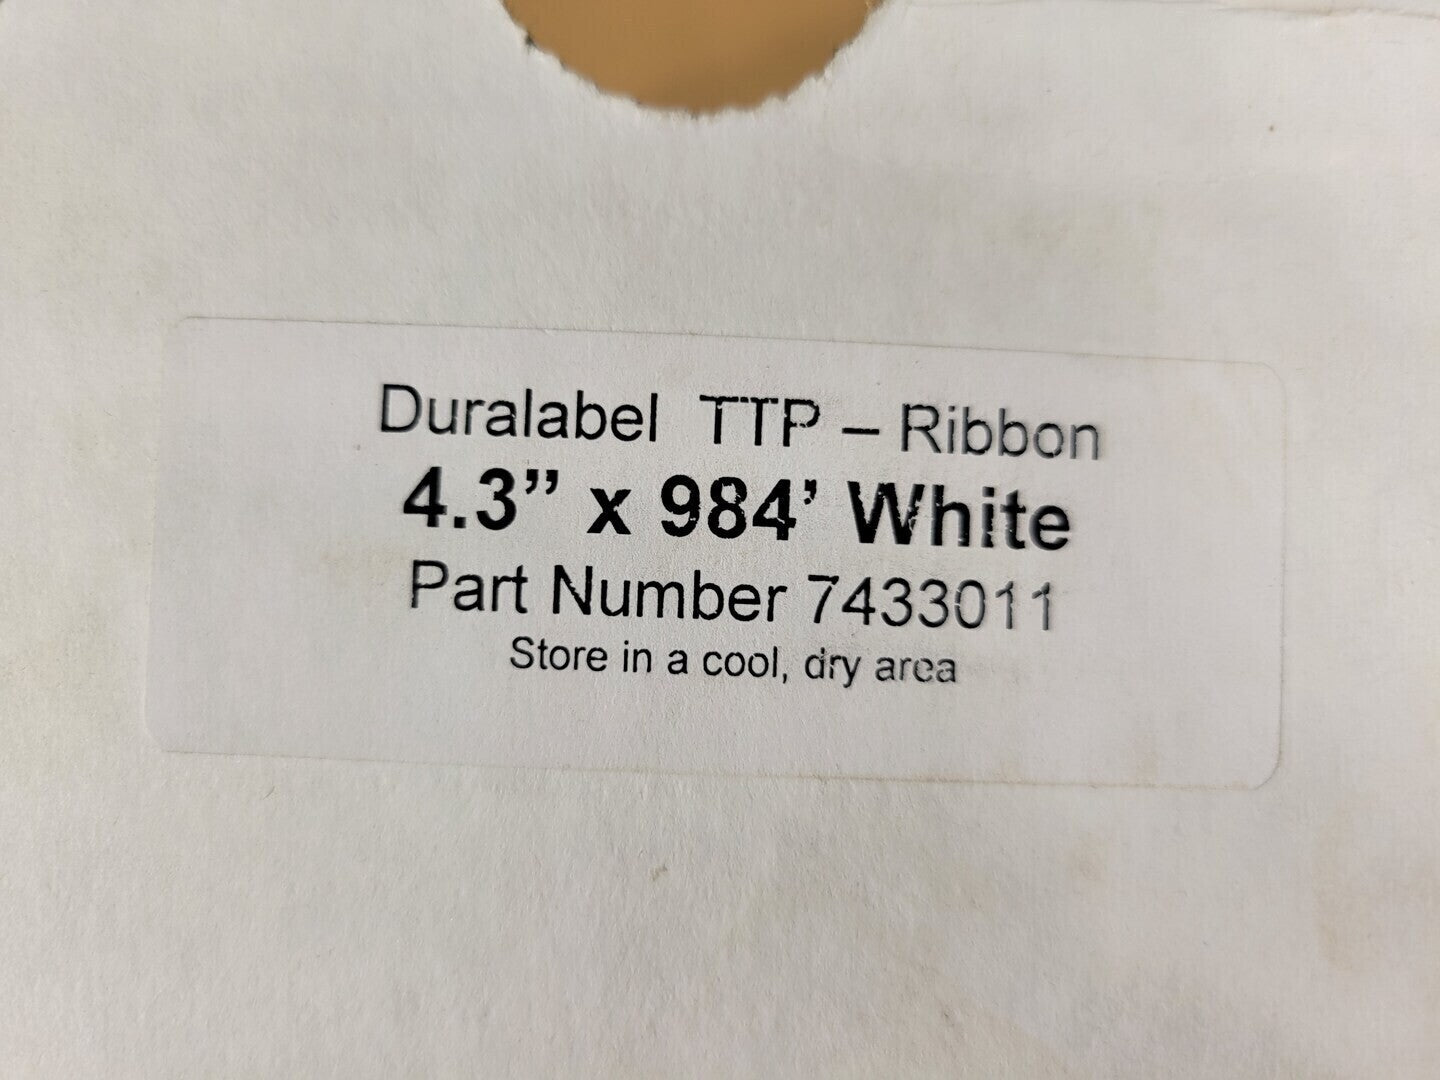 Duralabel TTP – Ribbon
4.3” x 984’ White
Part Number 7433011
Store in a cool, dry area